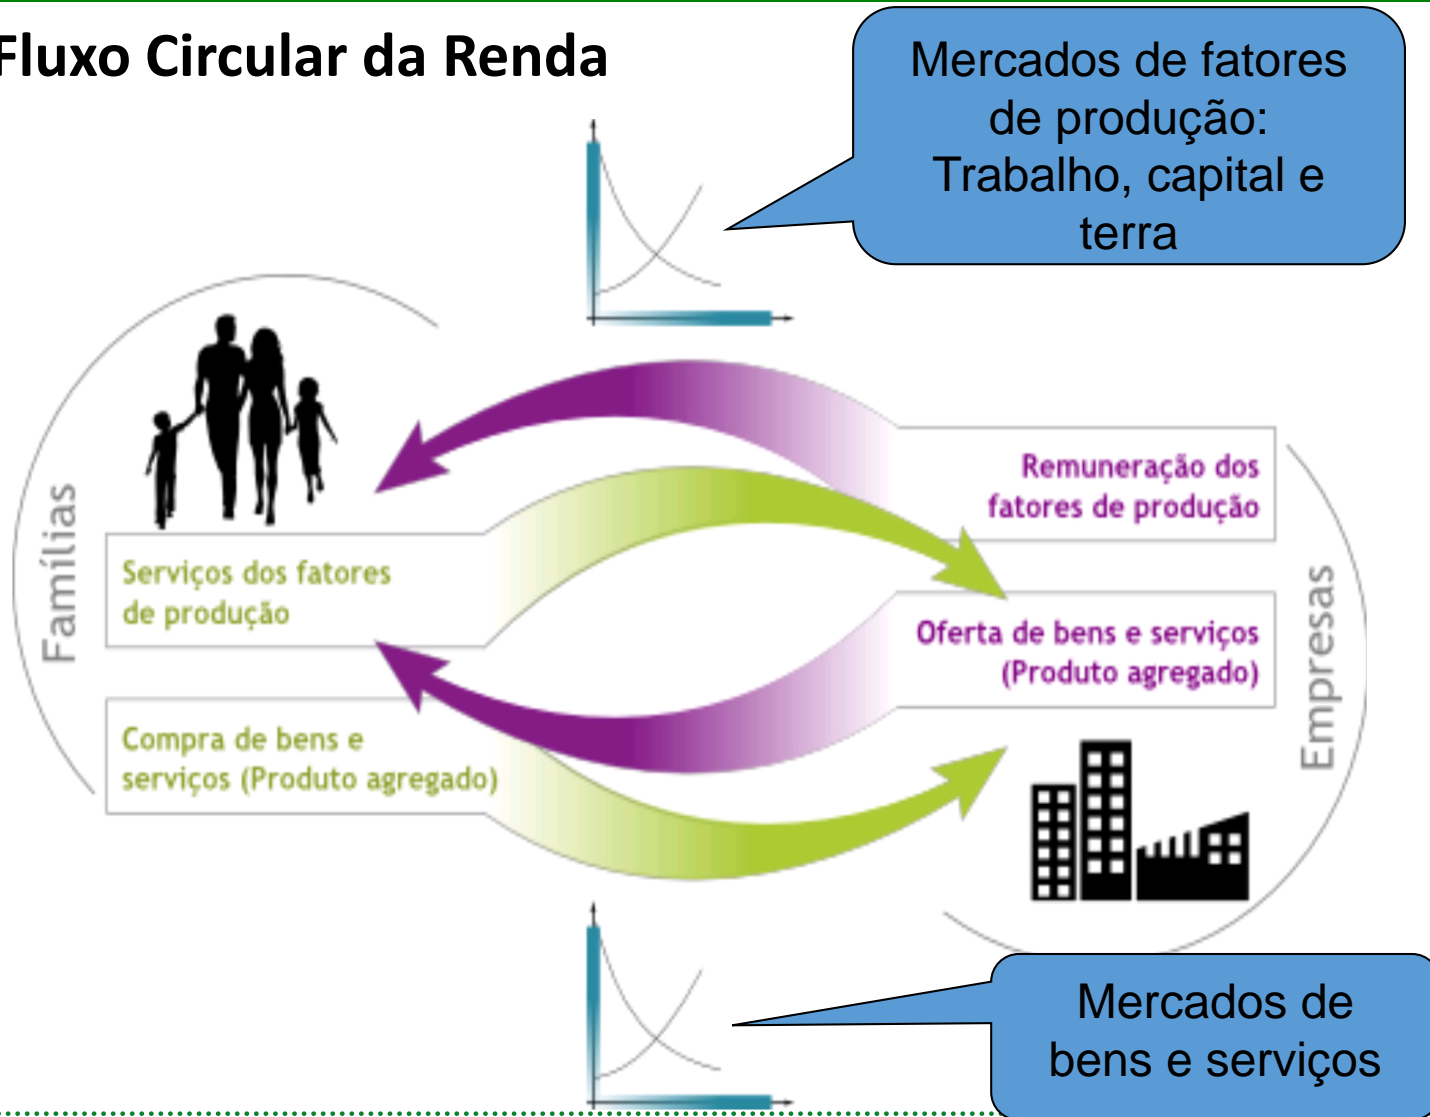 Fluxo Circular da Renda
Mercados de fatores
de produção:
Trabalho, capital e
terra
Famílias
Remuneração dos
fatores de produção
Serviços dos fatores
de produção
Oferta de bens e serviços
(Produto agregado)
Compra de bens e
serviços (Produto agregado)
Empresas
Mercados de
bens e serviços